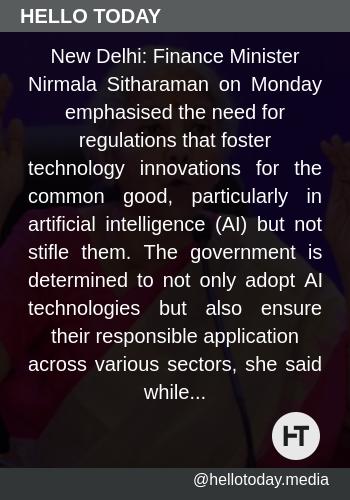 HELLO TODAY
New Delhi: Finance Minister
Nirmala Sitharaman on Monday
emphasised the need for
regulations that foster
technology innovations for the
common good, particularly in
artificial intelligence (AI) but not
stifle them. The government is
determined to not only adopt AI
technologies but also ensure
their responsible application
across various sectors, she said
while...
HT
@hellotoday.media